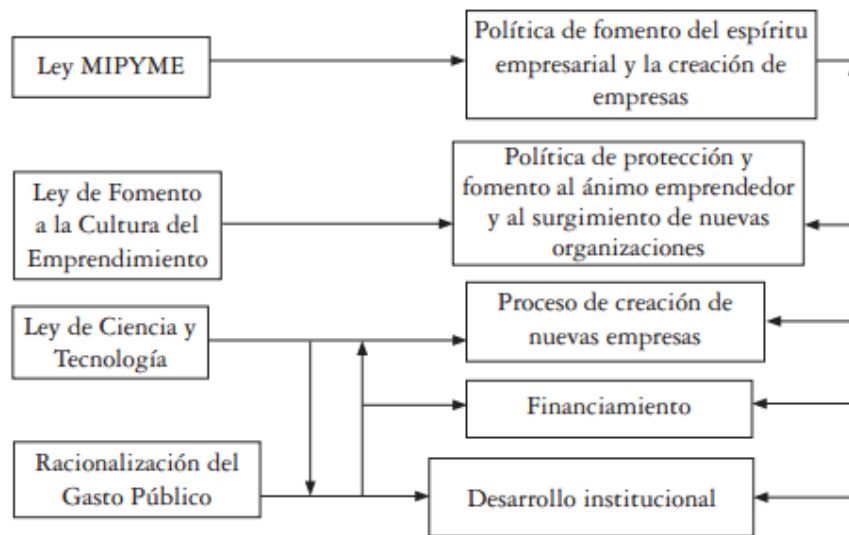 Ley MIPYME
Política de fomento del espíritu
empresarial y la creación de
empresas
Ley de Fomento
a la Cultura del
Emprendimiento
Política de protección y
fomento al ánimo emprendedor
y al surgimiento de nuevas
organizaciones
Ley de Ciencia y
Tecnología
Proceso de creación de
nuevas empresas
Financiamiento
Racionalización del
Gasto Público
Desarrollo institucional